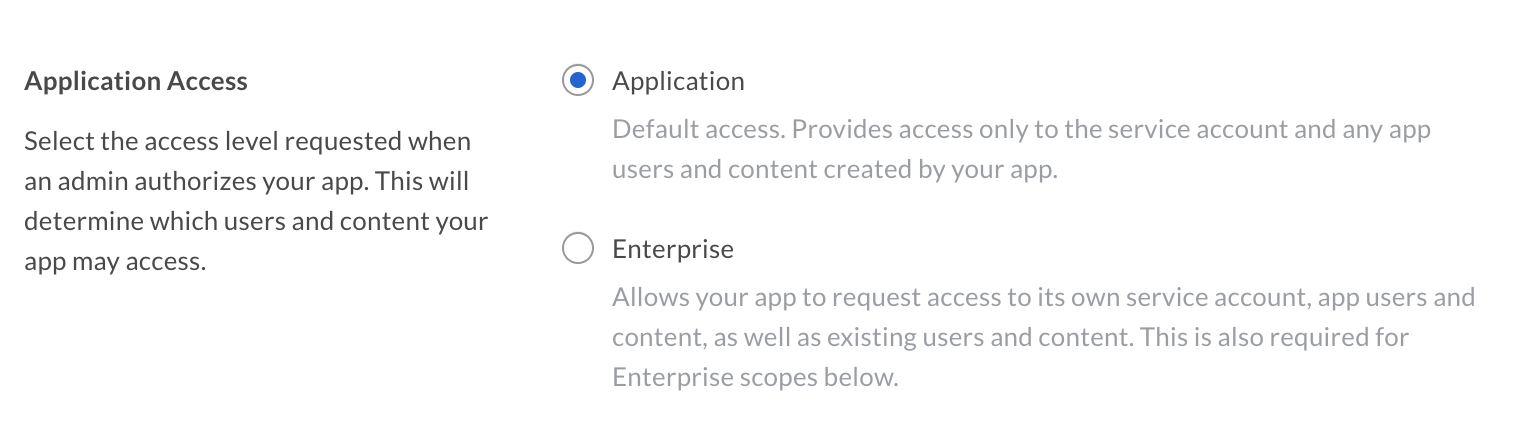 Application Access
Select the access level requested when
an admin authorizes your app. This will
determine which users and content your
app may access.
Application
Default access. Provides access only to the service account and any app
users and content created by your app.
Enterprise
Allows your app to request access to its own service account, app users and
content, as well as existing users and content. This is also required for
Enterprise scopes below.